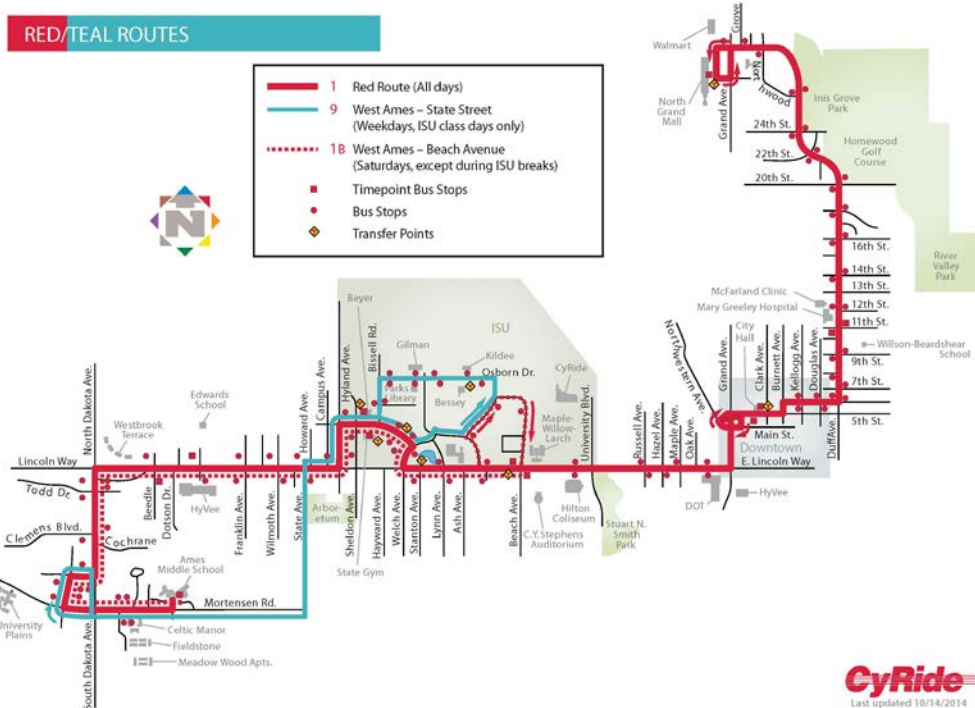 RED/TEAL ROUTES
1 Red Route (All days)
9 West Ames – State Street
(Weekdays, ISU class days only)
1B West Ames – Beach Avenue
(Saturdays, except during ISU breaks)
Timepoint Bus Stops
Bus Stops
Transfer Points
N
Walmart
Grove
North
Grand
Mall
Grand Ave
Nort
hwood
Inis Grove
Park
24th St.
Homewood
Golf
Course
22th St.
20th St.
16th St.
River
Valley
Park
14th St.
13th St.
McFarland Clinic
12th St.
Mary Greeley Hospital
11th St.
Willson-Beardshear
School
9th St.
7th St.
5th St.
Northwestern Ave.
Grand Ave.
City
Hall
Clark Ave.
Burnett Ave.
Kellogg Ave.
Douglas Ave.
Duff Ave.
Main St.
Downtown
E. Lincoln Way
Beyer
ISU
Bissell Rd.
Gilman
Kildee
Osborn Dr.
Parks
Library
Bessey
CyRide
Maple-
Willow-
Larch
University Blvd.
Russell Ave.
Hazel Ave.
Maple Ave.
Oak Ave.
DOT
HyVee
North Dakota Ave.
Edwards
School
Westbrook
Terrace
Howard Ave.
Campus Ave.
Hyland Ave.
Lincoln Way
Todd Dr.
Beedle
Dotson Dr.
HyVee
Franklin Ave.
Wilmoth Ave.
State Ave.
Arbor-
etum
Sheldon Ave.
Hayward Ave.
Welch Ave.
Stanton Ave.
Lynn Ave.
Ash Ave.
Beach Ave.
State Gym
Hilton
Coliseum
C.Y. Stephens
Auditorium
Stuart N.
Smith
Park
Clemens Blvd.
Cochrane
Ames
Middle School
Mortensen Rd.
University
Plains
South Dakota Ave.
Celtic Manor
Fieldstone
Meadow Wood Apts.
CyRide
Last updated 10/14/2014